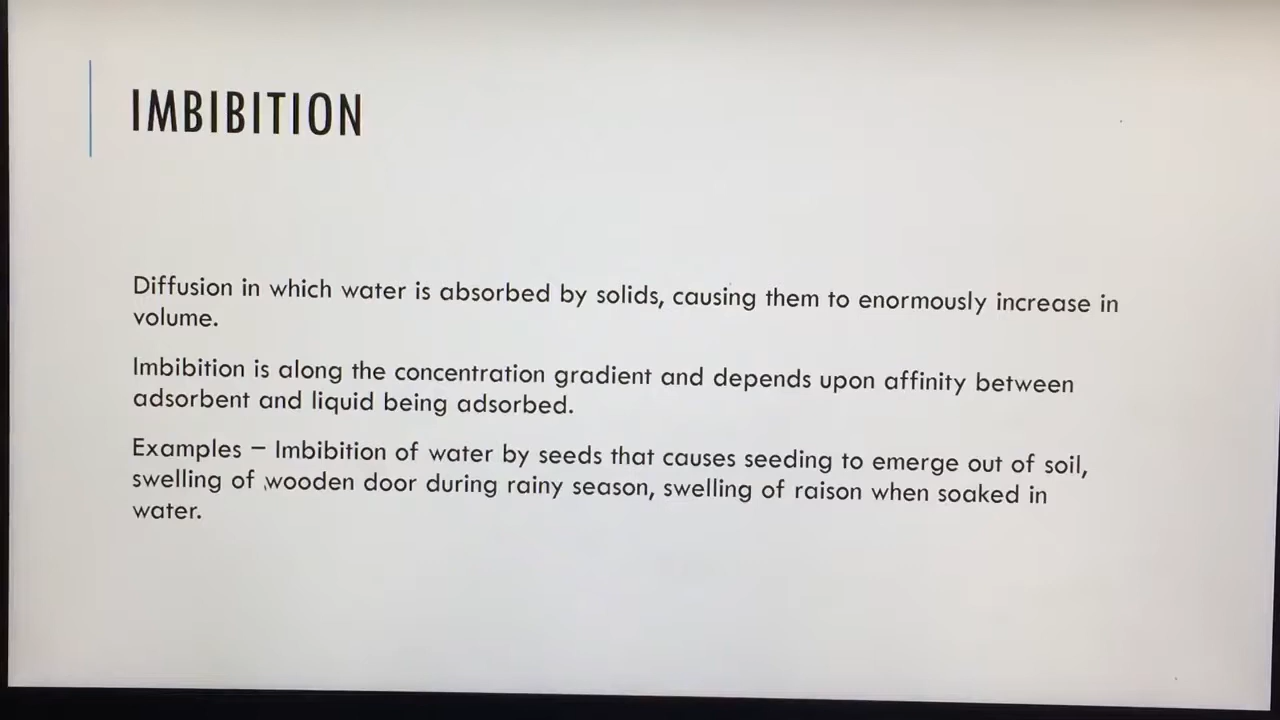 IMBIBITION
Diffusion in which water is absorbed by solids, causing them to enormously increase in
volume.
Imbibition is along the concentration gradient and depends upon affinity between
adsorbent and liquid being adsorbed.
Examples – Imbibition of water by seeds that causes seeding to emerge out of soil,
swelling of wooden door during rainy season, swelling of raison when soaked in
water.